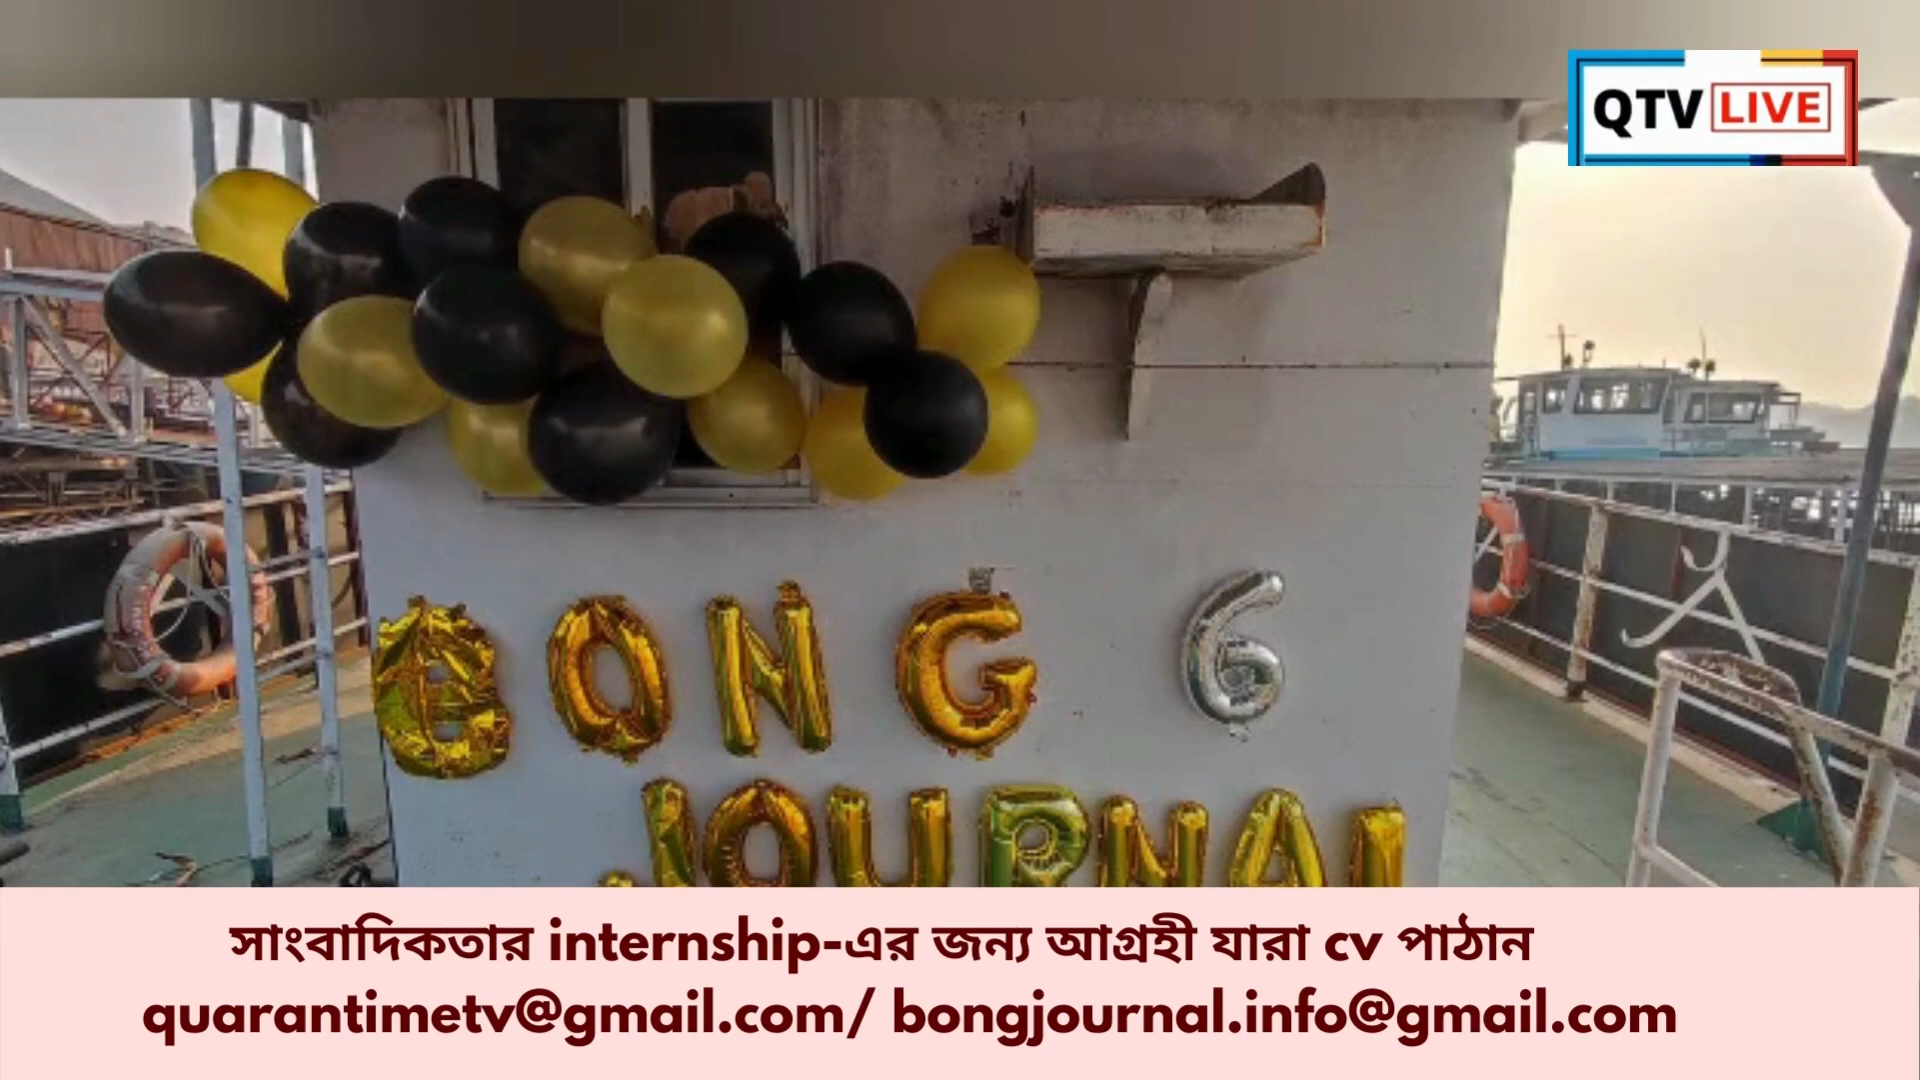 QTV LIVE
BONG 6
JOURNAL
সাংবাদিকতার internship-এর জন্য আগ্রহী যারা cv পাঠান
quarantimetv@gmail.com/ bongjournal.info@gmail.com